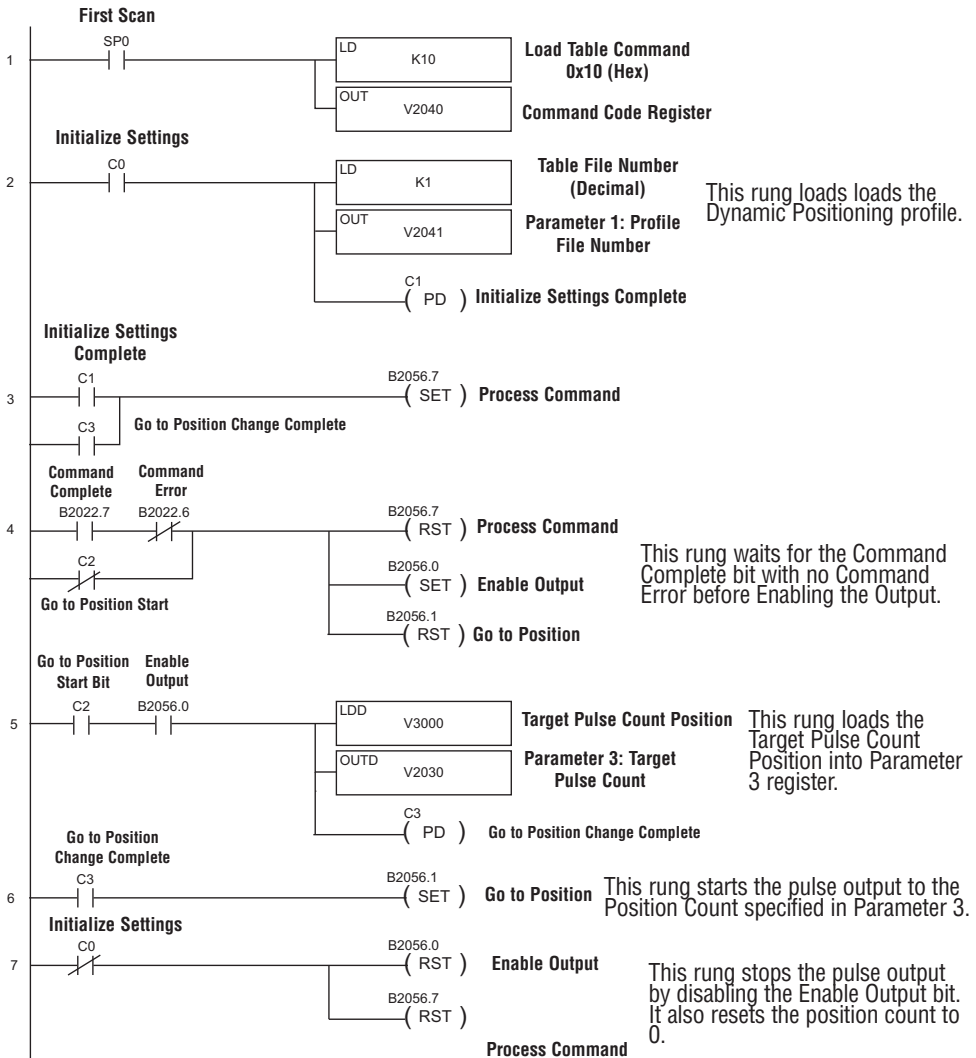 First Scan
SP0
1
LD
K10
Load Table Command
0x10 (Hex)
OUT
V2040
Command Code Register
Initialize Settings
C0
2
LD
K1
Table File Number
(Decimal)
This rung loads loads the
Dynamic Positioning profile.
OUT
V2041
Parameter 1: Profile
File Number
C1
( PD )
Initialize Settings Complete
Initialize Settings
Complete
C1
3
B2056.7
( SET )
Process Command
C3
Go to Position Change Complete
Command
Complete
Command
Error
B2022.7
B2022.6
4
B2056.7
( RST )
Process Command
C2
Go to Position Start
B2056.0
( SET )
Enable Output
This rung waits for the Command
Complete bit with no Command
Error before Enabling the Output.
B2056.1
( RST )
Go to Position
Go to Position
Start Bit
Enable
Output
C2
B2056.0
5
LDD
V3000
Target Pulse Count Position
This rung loads the
Target Pulse Count
Position into Parameter
3 register.
OUTD
V2030
Parameter 3: Target
Pulse Count
C3
( PD )
Go to Position Change Complete
Go to Position
Change Complete
C3
6
B2056.1
( SET )
Go to Position
This rung starts the pulse output to the
Position Count specified in Parameter 3.
Initialize Settings
C0
7
B2056.0
( RST )
Enable Output
This rung stops the pulse output
by disabling the Enable Output bit.
It also resets the position count to
0.
B2056.7
( RST )
Process Command